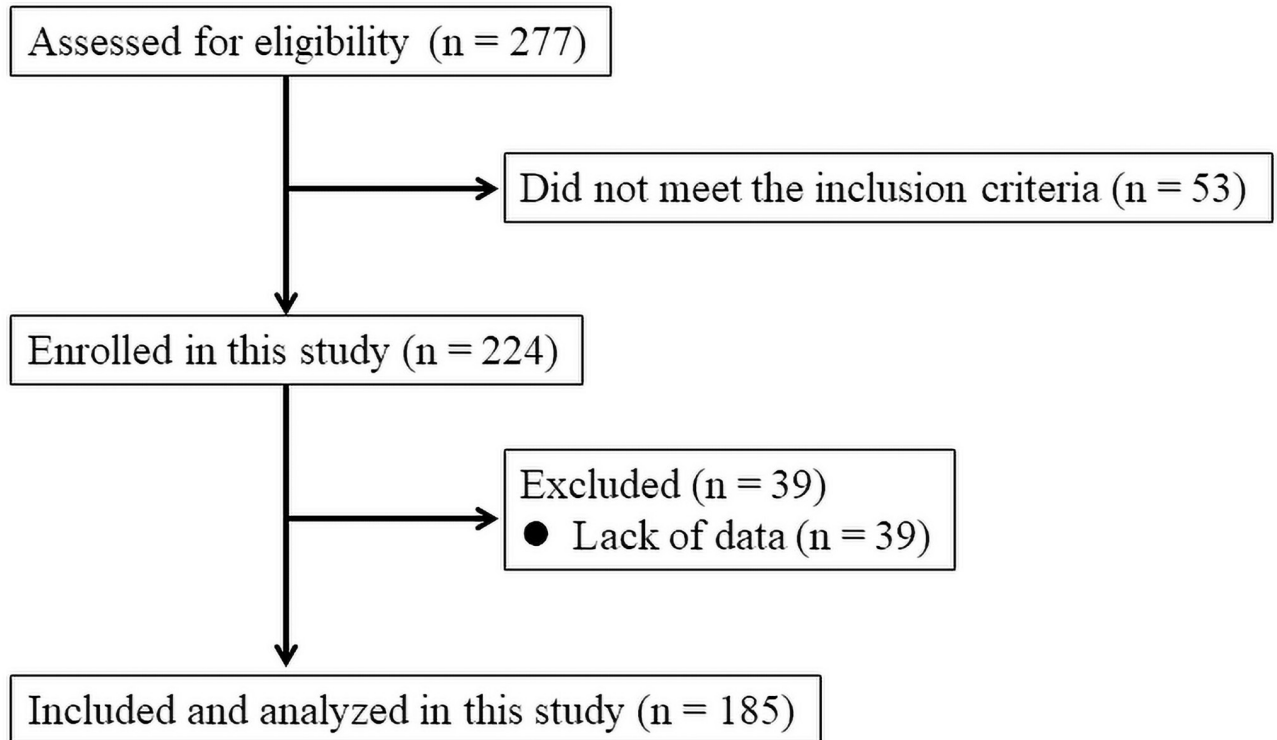 Assessed for eligibility (n = 277)
Did not meet the inclusion criteria (n = 53)
Enrolled in this study (n = 224)
Excluded (n = 39)
● Lack of data (n = 39)
Included and analyzed in this study (n = 185)